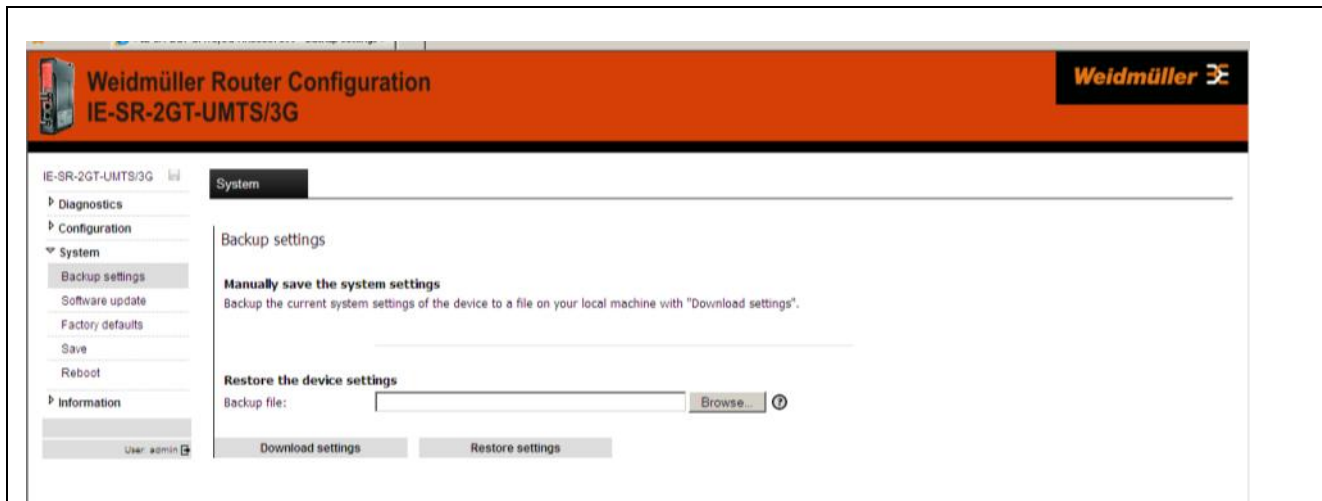 Weidmüller Router Configuration
IE-SR-2GT-UMTS/3G
Weidmüller
IE-SR-2GT-UMTS/3G
Diagnostics
Configuration
System
Backup settings
Software update
Factory defaults
Save
Reboot
Information
User: admin
System
Backup settings
Manually save the system settings
Backup the current system settings of the device to a file on your local machine with "Download settings".
Restore the device settings
Backup file:
Browse...
Download settings
Restore settings